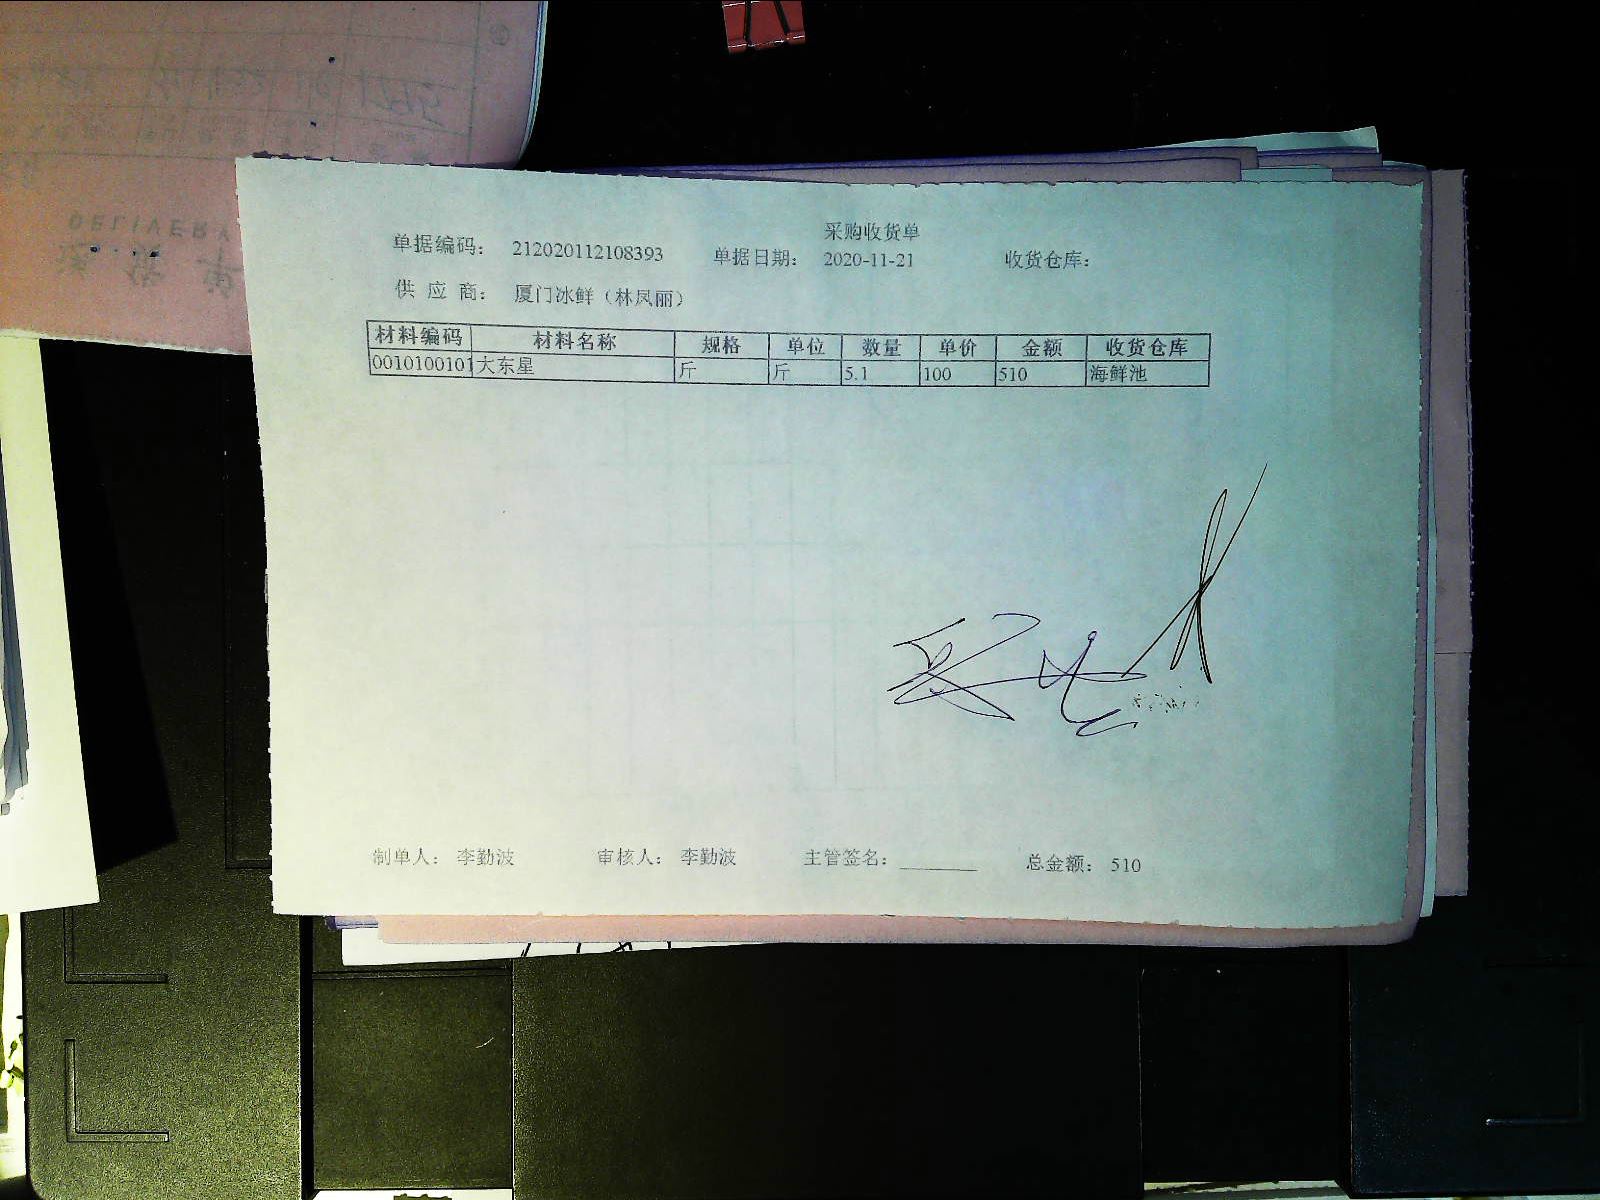 采购收货单
单据编码： 212020112108393 单据日期： 2020-11-21 收货仓库：
供 应 商： 厦门冰鲜（林凤丽）
材料编码 材料名称 规格 单位 数量 单价 金额 收货仓库
0010100101 大东星 斤 斤 5.1 100 510 海鲜池
制单人： 李勤波 审核人： 李勤波 主管签名： 总金额： 510
DELIVERY